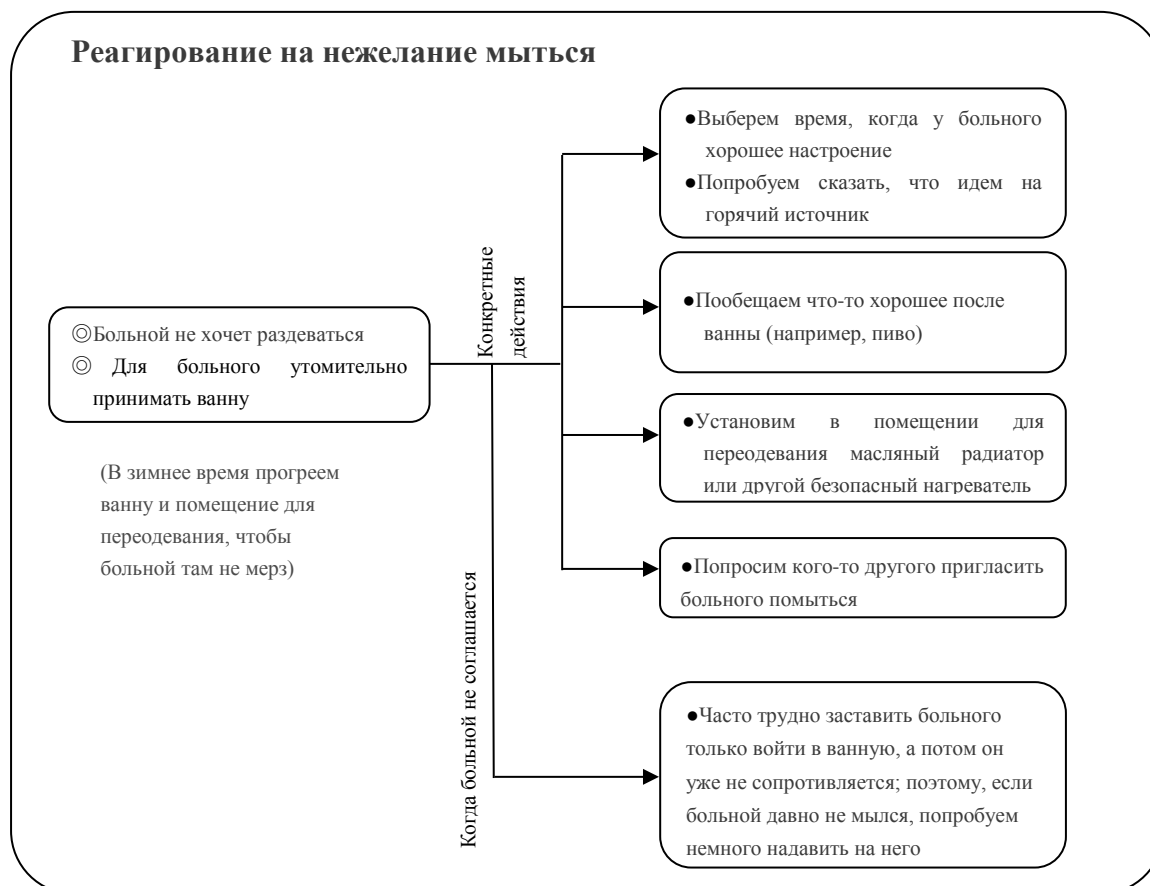 Реагирование на нежелание мыться
◎Больной не хочет раздеваться
◎ Для больного утомительно
принимать ванну
(В зимнее время прогреем
ванну и помещение для
переодевания, чтобы
больной там не мерз)
Конкретные
действия
●Выберем время, когда у больного
хорошее настроение
●Попробуем сказать, что идем на
горячий источник
●Пообещаем что-то хорошее после
ванны (например, пиво)
●Установим в помещении для
переодевания масляный радиатор
или другой безопасный нагреватель
●Попросим кого-то другого пригласить
больного помыться
Когда больной не соглашается
●Часто трудно заставить больного
только войти в ванную, а потом он
уже не сопротивляется; поэтому, если
больной давно не мылся, попробуем
немного надавить на него